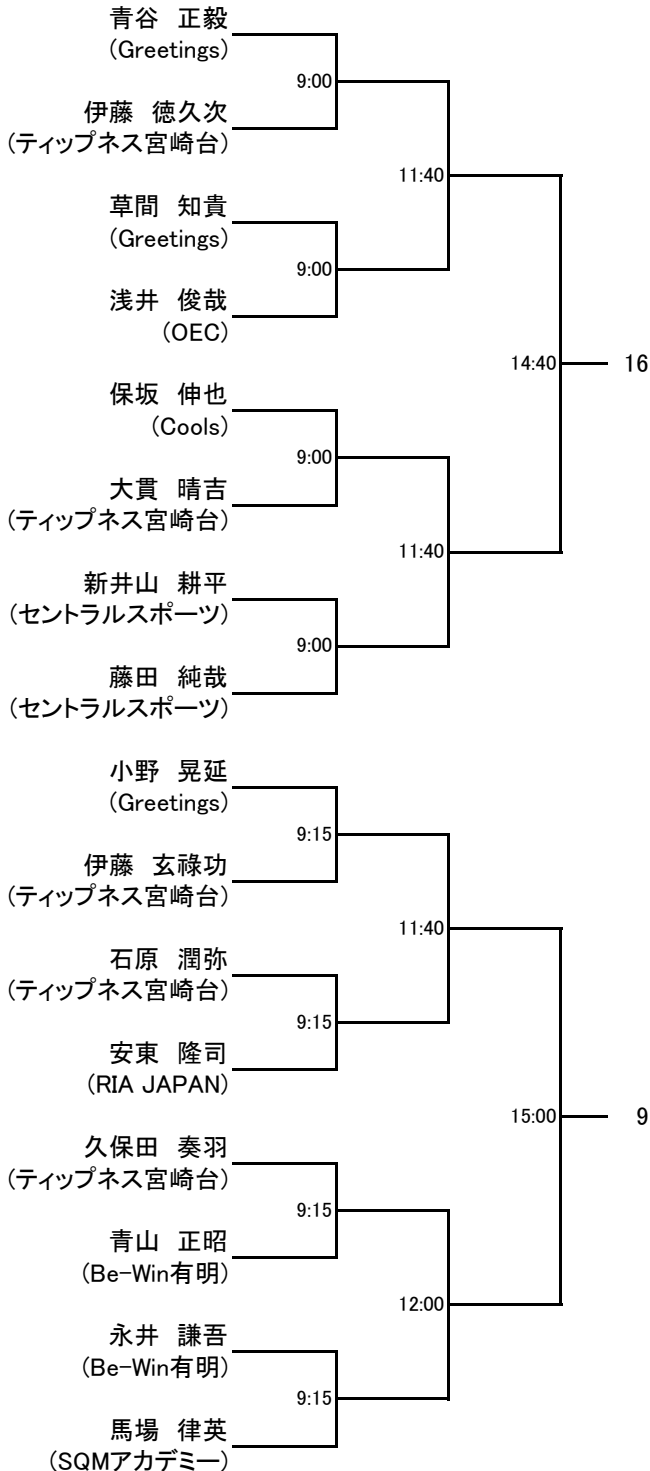 青谷　正毅
(Greetings)
9:00
伊藤　徳久次
(ティップネス宮崎台)
11:40
草間　知貴
(Greetings)
9:00
浅井　俊哉
(OEC)
14:40
16
保坂　伸也
(Cools)
9:00
大貫　晴吉
(ティップネス宮崎台)
11:40
新井山　耕平
(セントラルスポーツ)
9:00
藤田　純哉
(セントラルスポーツ)
小野　晃延
(Greetings)
9:15
伊藤　玄祿功
(ティップネス宮崎台)
11:40
石原　潤弥
(ティップネス宮崎台)
9:15
安東　隆司
(RIA JAPAN)
15:00
9
久保田　奏羽
(ティップネス宮崎台)
9:15
青山　正昭
(Be-Win有明)
12:00
永井　謙吾
(Be-Win有明)
9:15
馬場　律英
(SQMアカデミー)